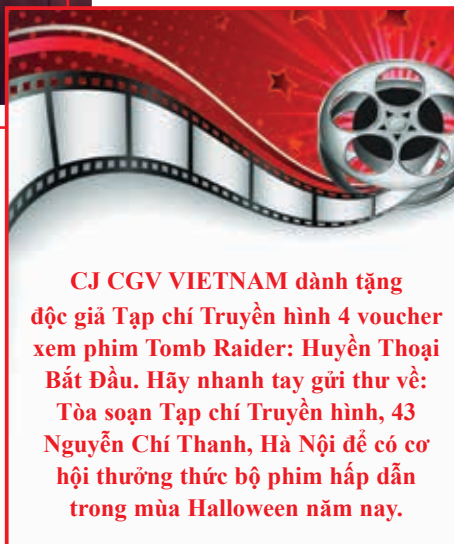 CJ CGV VIETNAM dành tặng
độc giả Tạp chí Truyền hình 4 voucher
xem phim Tomb Raider: Huyền Thoại
Bắt Đầu. Hãy nhanh tay gửi thư về:
Tòa soạn Tạp chí Truyền hình, 43
Nguyễn Chí Thanh, Hà Nội để có cơ
hội thưởng thức bộ phim hấp dẫn
trong mùa Halloween năm nay.